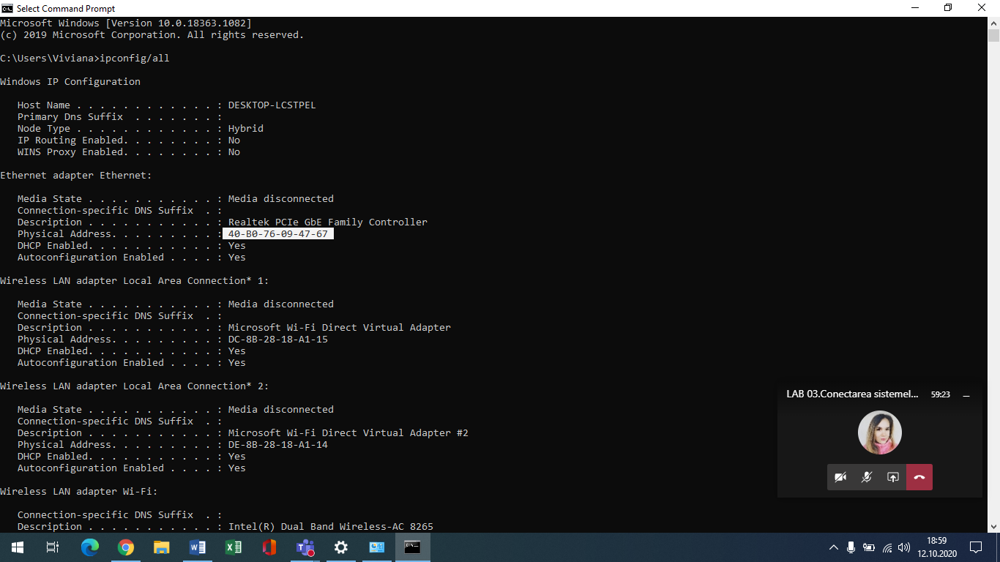 Select Command Prompt
Microsoft Windows [Version 10.0.18363.1082]
(c) 2019 Microsoft Corporation. All rights reserved.
C:\Users\Viviana>ipconfig/all
Windows IP Configuration
Host Name . . . . . . . . . . . . : DESKTOP-LCSTPEL
Primary Dns Suffix  . . . . . . . :
Node Type . . . . . . . . . . . . : Hybrid
IP Routing Enabled. . . . . . . . : No
WINS Proxy Enabled. . . . . . . . : No
Ethernet adapter Ethernet:
Media State . . . . . . . . . . . : Media disconnected
Connection-specific DNS Suffix  . :
Description . . . . . . . . . . . : Realtek PCIe GbE Family Controller
Physical Address. . . . . . . . . : 40-B0-76-09-47-67
DHCP Enabled. . . . . . . . . . . : Yes
Autoconfiguration Enabled . . . . : Yes
Wireless LAN adapter Local Area Connection* 1:
Media State . . . . . . . . . . . : Media disconnected
Connection-specific DNS Suffix  . :
Description . . . . . . . . . . . : Microsoft Wi-Fi Direct Virtual Adapter
Physical Address. . . . . . . . . : DC-8B-28-18-A1-15
DHCP Enabled. . . . . . . . . . . : Yes
Autoconfiguration Enabled . . . . : Yes
Wireless LAN adapter Local Area Connection* 2:
Media State . . . . . . . . . . . : Media disconnected
Connection-specific DNS Suffix  . :
Description . . . . . . . . . . . : Microsoft Wi-Fi Direct Virtual Adapter #2
Physical Address. . . . . . . . . : DE-8B-28-18-A1-14
DHCP Enabled. . . . . . . . . . . : Yes
Autoconfiguration Enabled . . . . : Yes
Wireless LAN adapter Wi-Fi:
Connection-specific DNS Suffix  . :
Description . . . . . . . . . . . : Intel(R) Dual Band Wireless-AC 8265
LAB 03.Conectarea sistemel... 59:23
18:59
12.10.2020